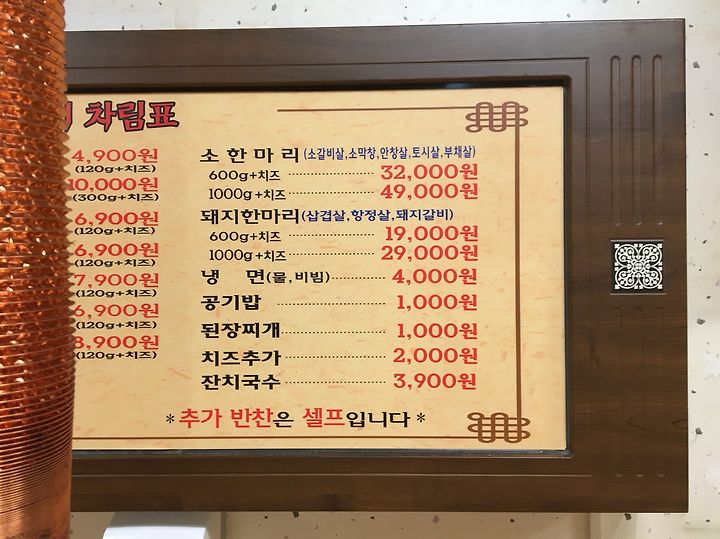 차림표
4,900원
(120g+치즈)
10,000원
(300g+치즈)
6,900원
(120g+치즈)
6,900원
(120g+치즈)
7,900원
(120g+치즈)
6,900원
(120g+치즈)
8,900원
(120g+치즈)
소한마리 (소갈비살,소막창,안창살,토시살,부채살)
600g+치즈 32,000원
1000g+치즈 49,000원
돼지한마리(삼겹살,항정살,돼지갈비)
600g+치즈 19,000원
1000g+치즈 29,000원
냉 면(물,비빔) 4,000원
공기밥 1,000원
된장찌개 1,000원
치즈추가 2,000원
잔치국수 3,900원
*추가 반찬은 셀프입니다*